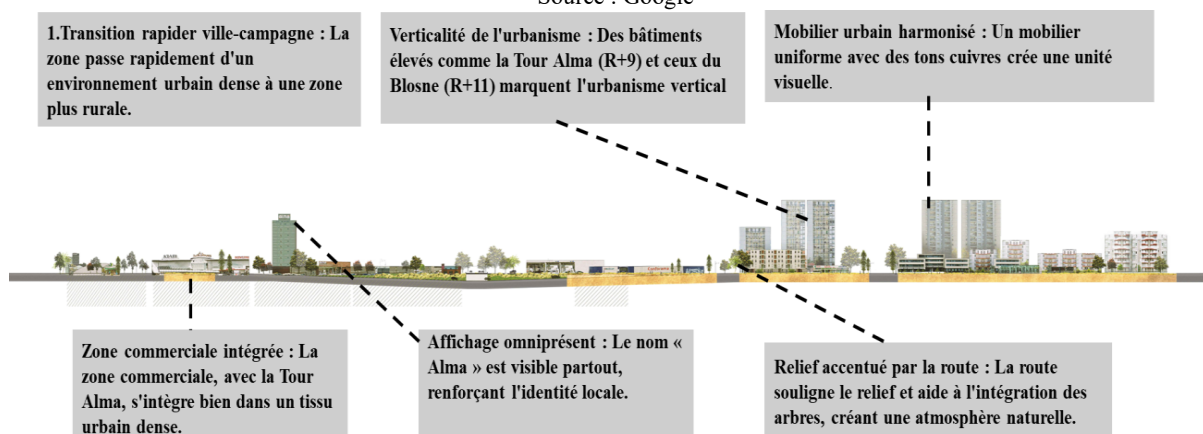 Source : Google
1.Transition rapider ville-campagne : La
zone passe rapidement d'un
environnement urbain dense à une zone
plus rurale.
Verticalité de l'urbanisme : Des bâtiments
élevés comme la Tour Alma (R+9) et ceux du
Blosne (R+11) marquent l'urbanisme vertical
Mobilier urbain harmonisé : Un mobilier
uniforme avec des tons cuivres crée une unité
visuelle.
Zone commerciale intégrée : La
zone commerciale, avec la Tour
Alma, s'intègre bien dans un tissu
urbain dense.
Affichage omniprésent : Le nom «
Alma » est visible partout,
renforçant l'identité locale.
Relief accentué par la route : La route
souligne le relief et aide à l'intégration des
arbres, créant une atmosphère naturelle.